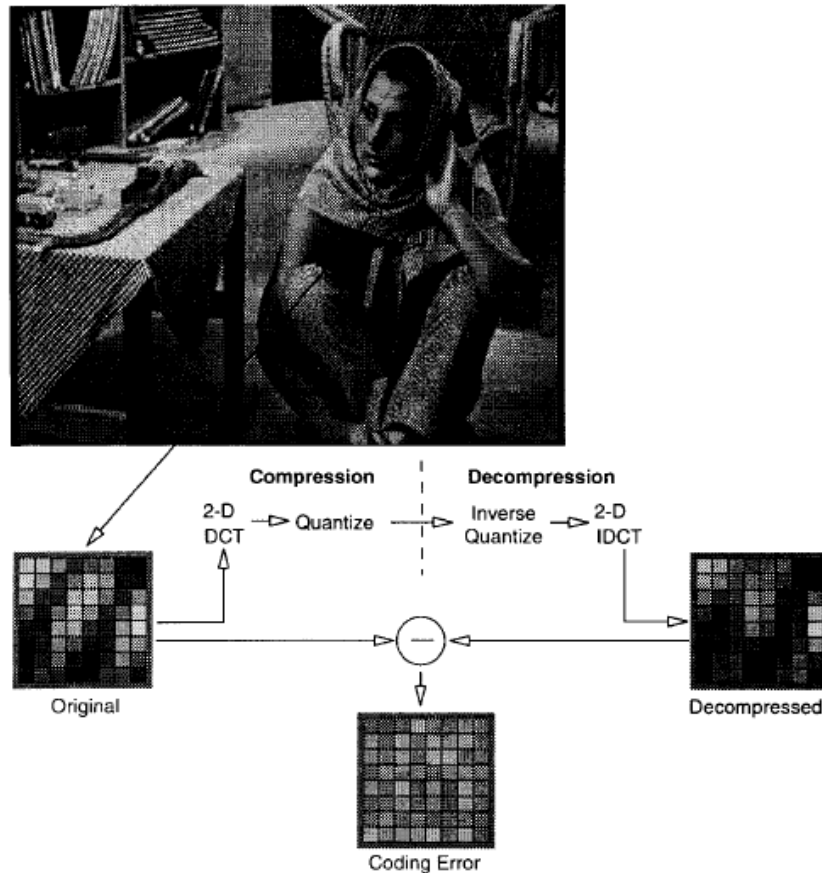 Compression
Decompression
2-D
DCT
Quantize
Inverse
Quantize
2-D
IDCT
Original
Decompressed
Coding Error